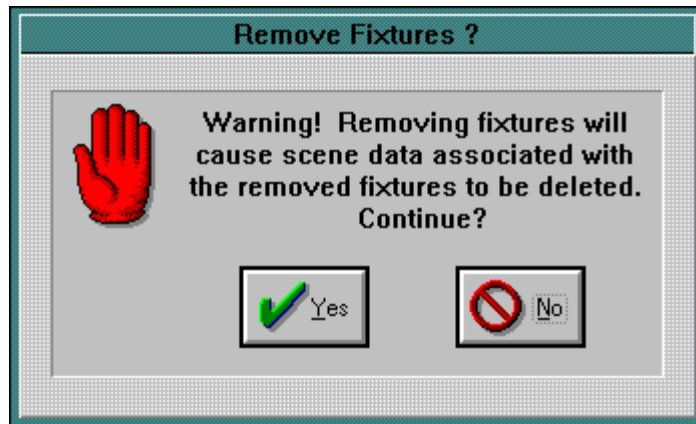 Remove Fixtures ?
Warning!  Removing fixtures will
cause scene data associated with
the removed fixtures to be deleted.
Continue?
Yes
No